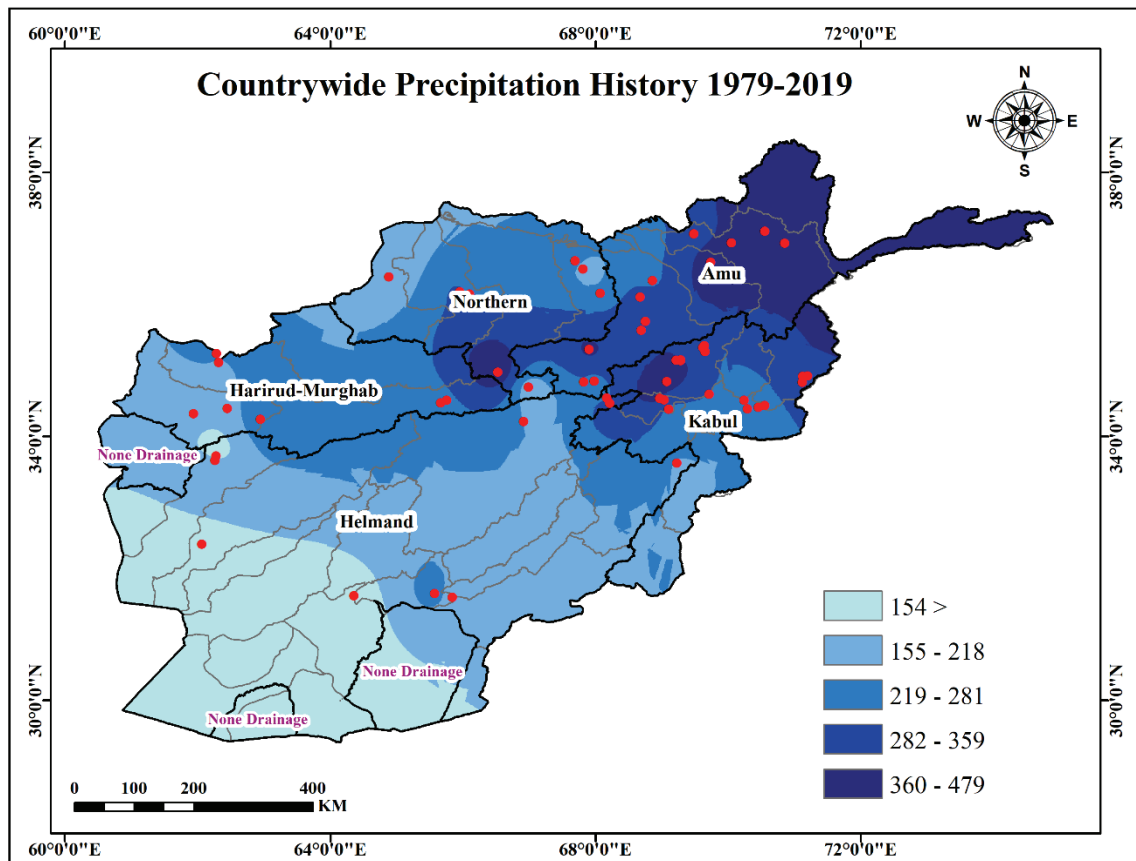 60°0'0"E 64°0'0"E 68°0'0"E 72°0'0"E
Countrywide Precipitation History 1979-2019
N
W E
S
38°0'0"N 38°0'0"N
Amu
Northern
Harirud-Murghab
34°0'0"N 34°0'0"N
Kabul
None Drainage
Helmand
154 >
155 - 218
None Drainage
219 - 281
30°0'0"N 30°0'0"N
None Drainage
282 - 359
360 - 479
0 100 200 400
KM
60°0'0"E 64°0'0"E 68°0'0"E 72°0'0"E